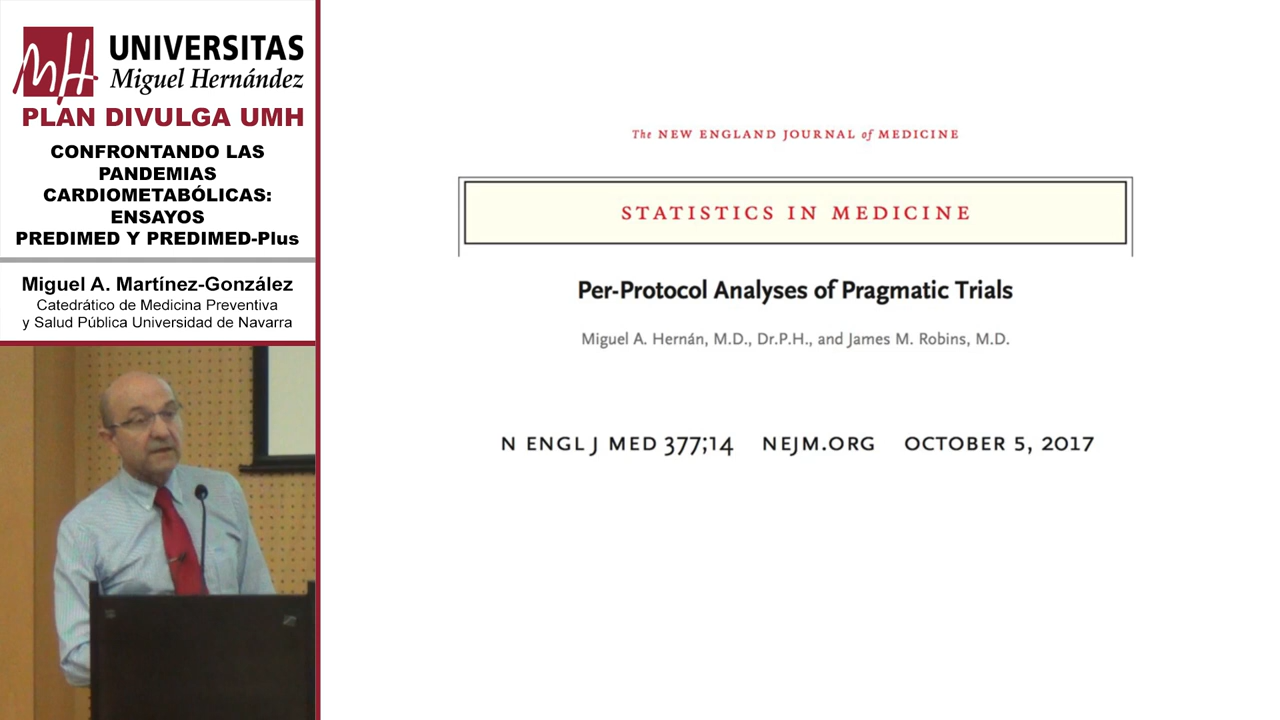 UNIVERSITAS
Miguel Hernández
PLAN DIVULGA UMH
CONFRONTANDO LAS
PANDEMIAS
CARDIOMETABÓLICAS:
ENSAYOS
PREDIMED Y PREDIMED-Plus
Miguel A. Martínez-González
Catedrático de Medicina Preventiva
y Salud Pública Universidad de Navarra
The NEW ENGLAND JOURNAL of MEDICINE
STATISTICS IN MEDICINE
Per-Protocol Analyses of Pragmatic Trials
Miguel A. Hernán, M.D., Dr.P.H., and James M. Robins, M.D.
N ENGL J MED 377;14 NEJM.ORG OCTOBER 5, 2017